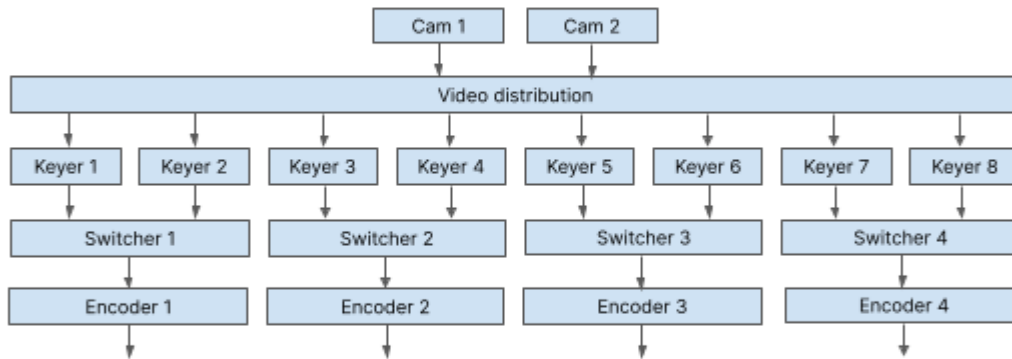 Cam 1 Cam 2
Video distribution
Keyer 1 Keyer 2 Keyer 3 Keyer 4 Keyer 5 Keyer 6 Keyer 7 Keyer 8
Switcher 1 Switcher 2 Switcher 3 Switcher 4
Encoder 1 Encoder 2 Encoder 3 Encoder 4